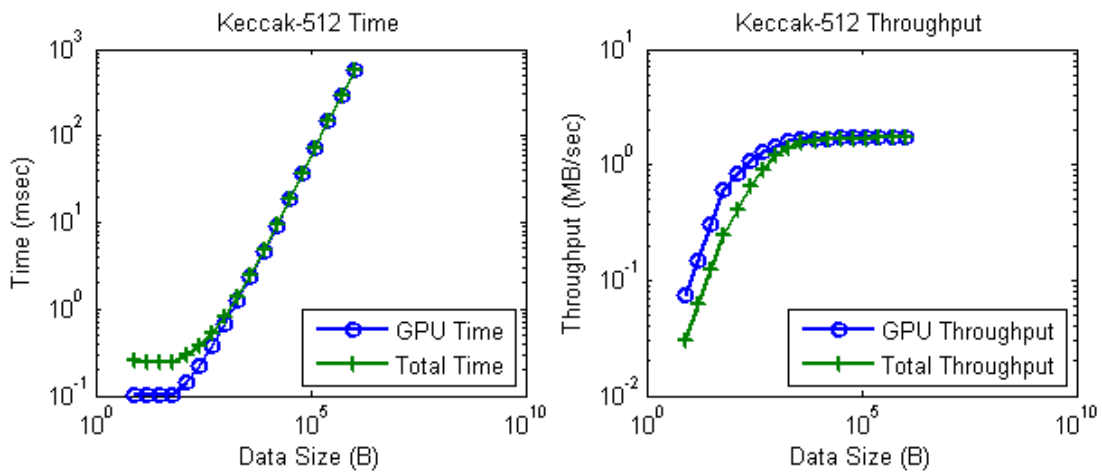 Keccak-512 Time
10^3
10^2
10^1
10^0
10^-1
Time (msec)
GPU Time
Total Time
10^0
10^5
10^10
Data Size (B)
Keccak-512 Throughput
10^1
10^0
10^-1
10^-2
Throughput (MB/sec)
GPU Throughput
Total Throughput
10^0
10^5
10^10
Data Size (B)